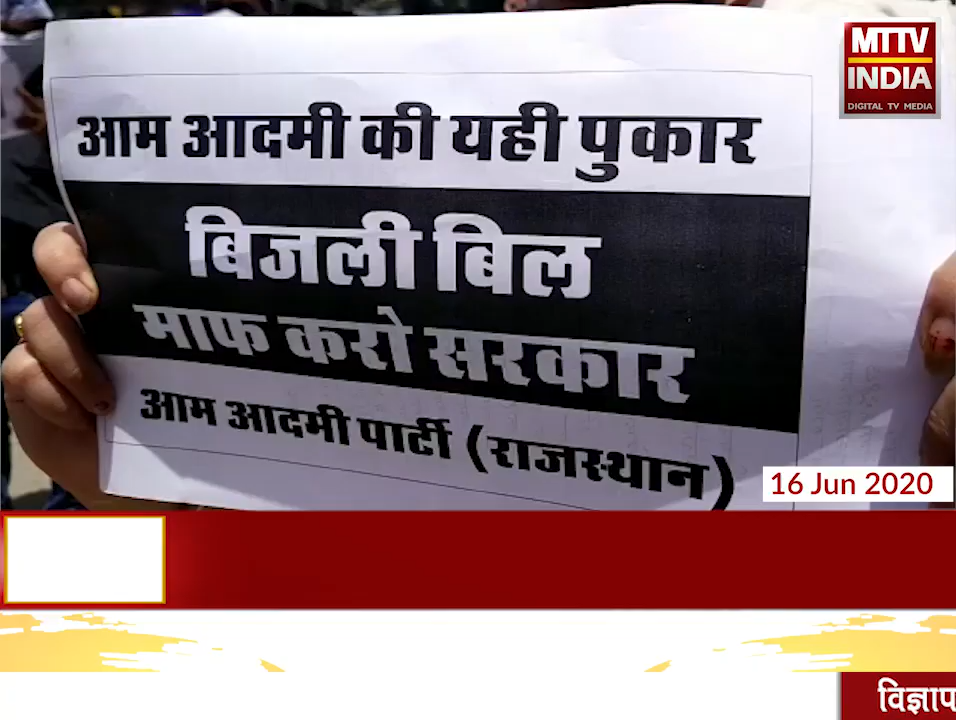 MTTV
INDIA
DIGITAL TV MEDIA
आम आदमी की यही पुकार
बिजली बिल
माफ करो सरकार
आम आदमी पार्टी (राजस्थान)
16 Jun 2020